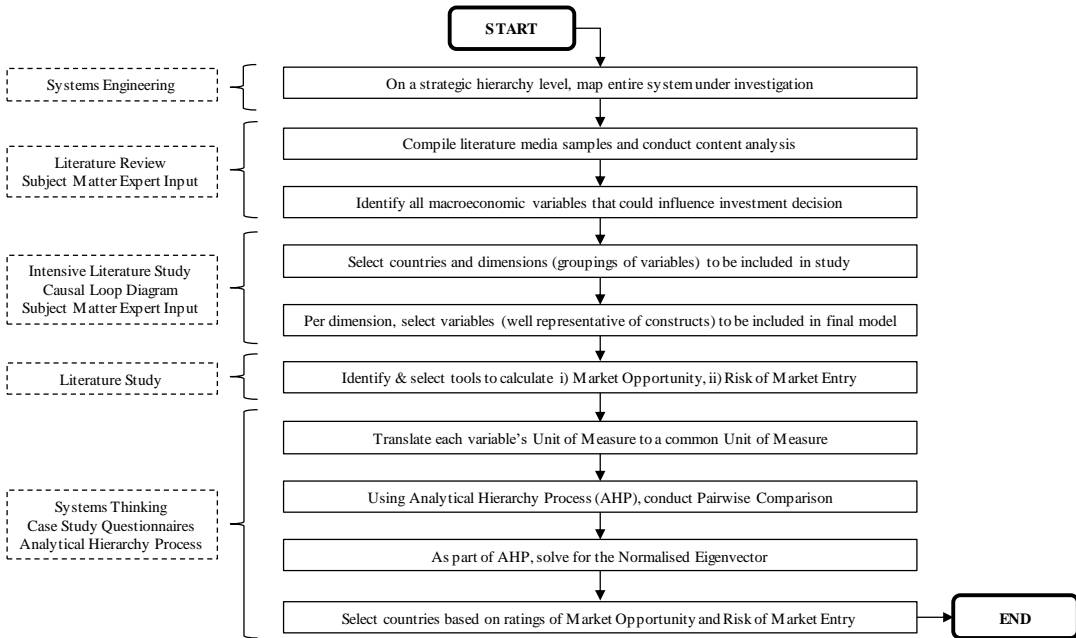 START
Systems Engineering
On a strategic hierarchy level, map entire system under investigation
Literature Review
Subject Matter Expert Input
Compile literature media samples and conduct content analysis
Identify all macroeconomic variables that could influence investment decision
Intensive Literature Study
Causal Loop Diagram
Subject Matter Expert Input
Select countries and dimensions (groupings of variables) to be included in study
Per dimension, select variables (well representative of constructs) to be included in final model
Literature Study
Identify & select tools to calculate i) Market Opportunity, ii) Risk of Market Entry
Systems Thinking
Case Study Questionnaires
Analytical Hierarchy Process
Translate each variable's Unit of Measure to a common Unit of Measure
Using Analytical Hierarchy Process (AHP), conduct Pairwise Comparison
As part of AHP, solve for the Normalised Eigenvector
Select countries based on ratings of Market Opportunity and Risk of Market Entry
END